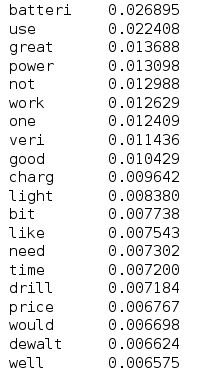 batteri 0.026895
use 0.022408
great 0.013688
power 0.013098
not 0.012988
work 0.012629
one 0.012409
veri 0.011436
good 0.010429
charg 0.009642
light 0.008380
bit 0.007738
like 0.007543
need 0.007302
time 0.007200
drill 0.007184
price 0.006767
would 0.006698
dewalt 0.006624
well 0.006575